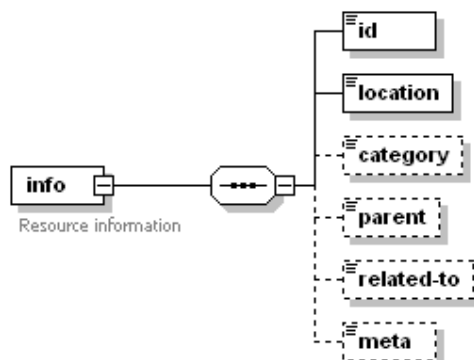 id
location
category
info
Resource information
parent
related-to
meta